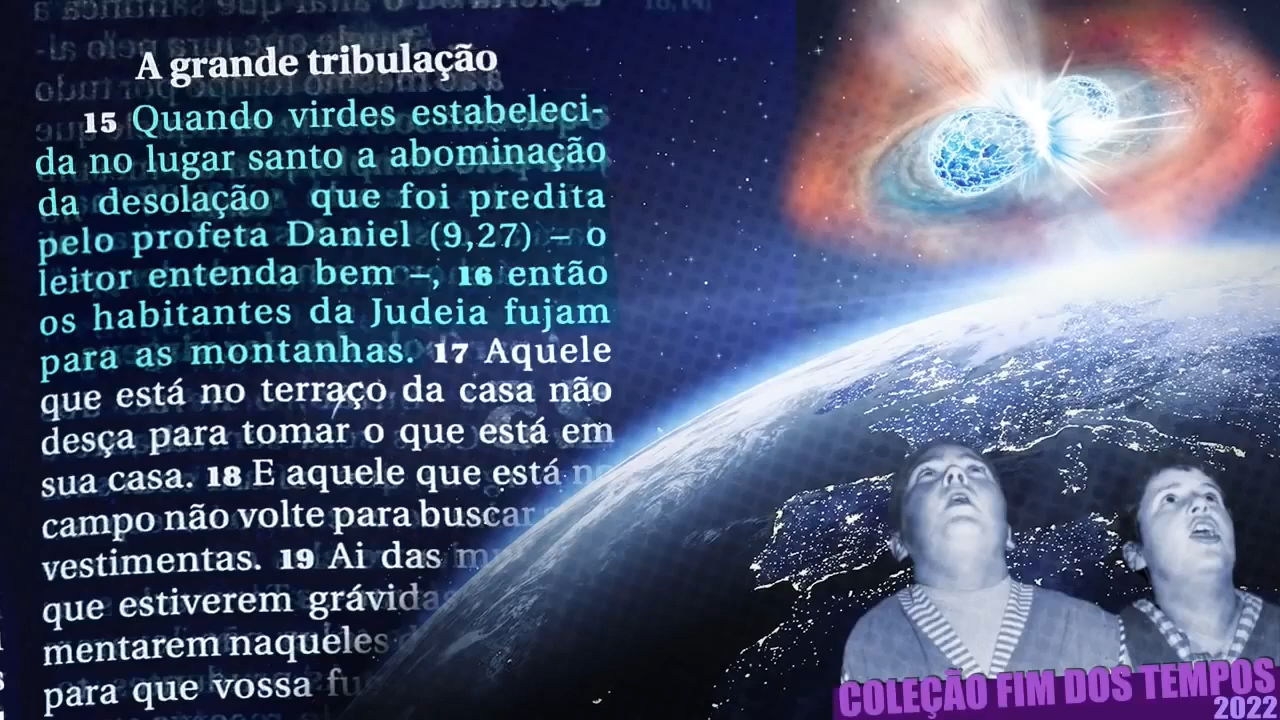 A grande tribulação
15 Quando virdes estabeleci-
da no lugar santo a abominação
da desolação que foi predita
pelo profeta Daniel (9,27) – o
leitor entenda bem –, 16 então
os habitantes da Judeia fujam
para as montanhas. 17 Aquele
que está no terraço da casa não
desça para tomar o que está em
sua casa. 18 E aquele que está
campo não volte para buscar
vestimentas. 19 Ai das
que estiverem grávidas
mentarem naqueles
para que vossa
COLEÇÃO FIM DOS TEMPOS
2022